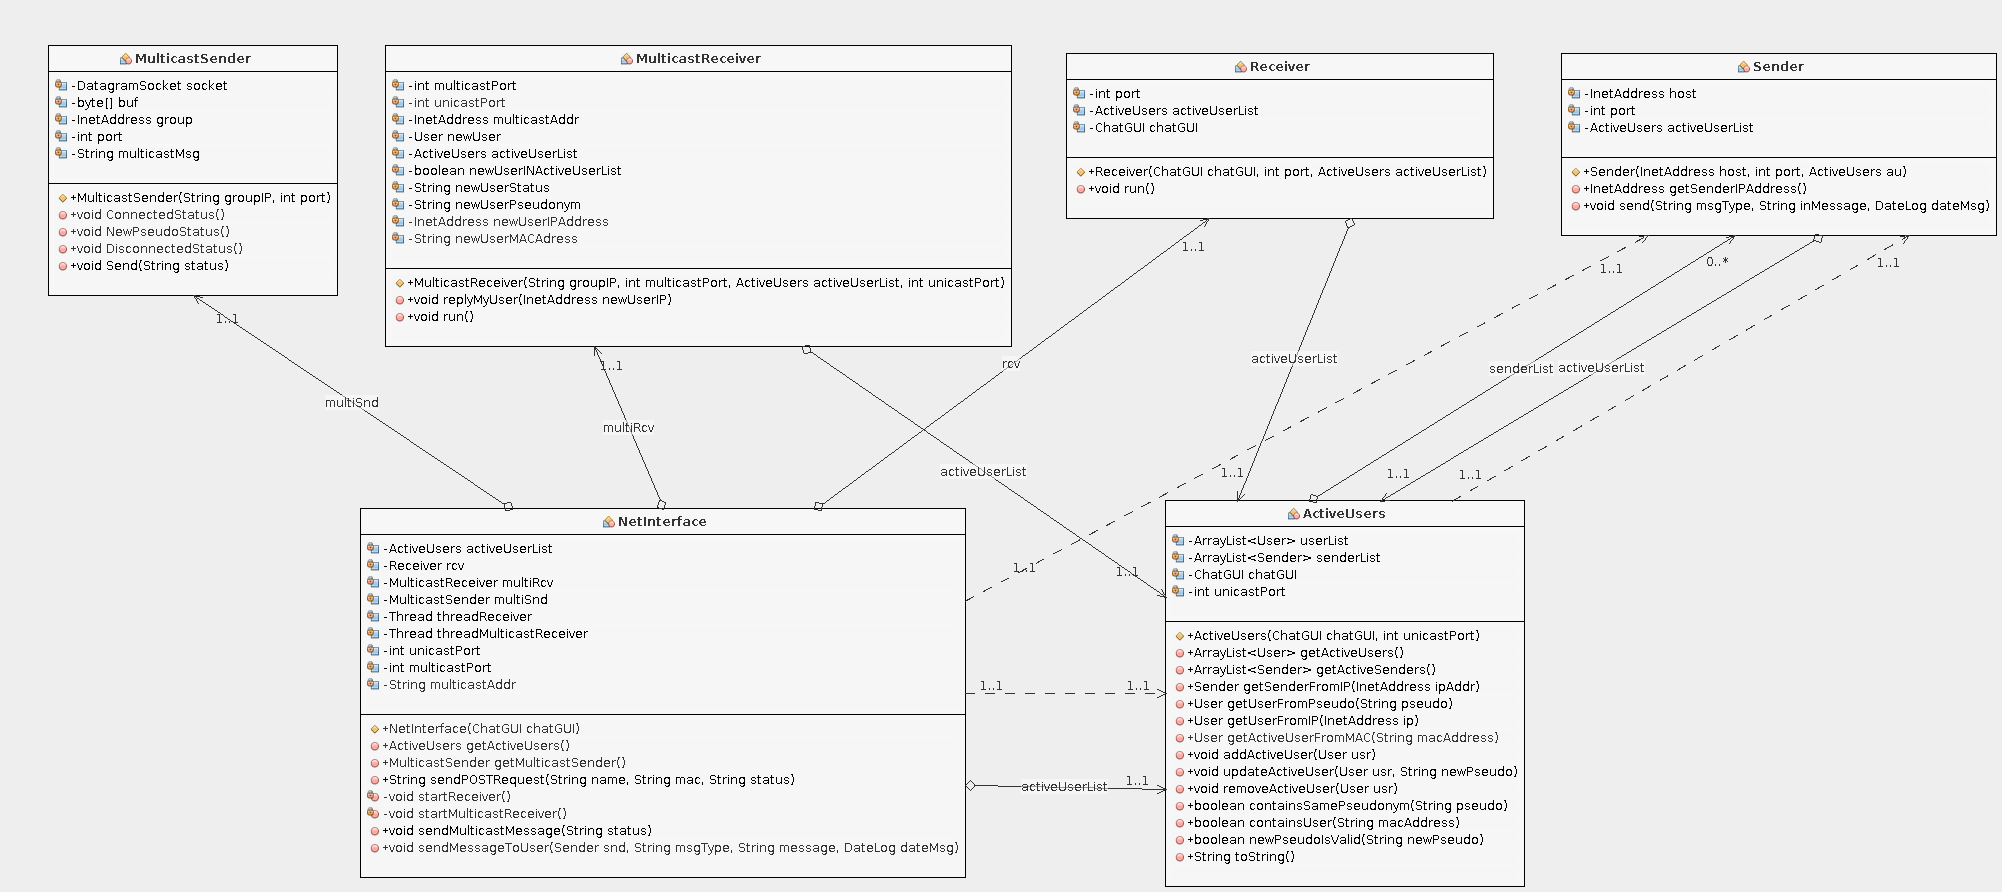 MulticastSender
-DatagramSocket socket
-byte[] buf
-InetAddress group
-int port
-String multicastMsg
+MulticastSender(String groupIP, int port)
+void ConnectedStatus()
+void NewPseudoStatus()
+void DisconnectedStatus()
+void Send(String status)
MulticastReceiver
-int multicastPort
-int unicastPort
-InetAddress multicastAddr
-User newUser
-ActiveUsers activeUserList
-boolean newUserINActiveUserList
-String newUserStatus
-String newUserPseudonym
-InetAddress newUserIPAddress
-String newUserMACAdress
+MulticastReceiver(String groupIP, int multicastPort, ActiveUsers activeUserList, int unicastPort)
+void replyMyUser(InetAddress newUserIP)
+void run()
Receiver
-int port
-ActiveUsers activeUserList
-ChatGUI chatGUI
+Receiver(ChatGUI chatGUI, int port, ActiveUsers activeUserList)
+void run()
Sender
-InetAddress host
-int port
-ActiveUsers activeUserList
+Sender(InetAddress host, int port, ActiveUsers au)
+InetAddress getSenderIPAddress()
+void send(String msgType, String inMessage, DateLog dateMsg)
1..1
1..1
1..1
1..1
0..*
1..1
multiSnd
multiRcv
rcv
activeUserList
activeUserList
senderList
activeUserList
1..1
1..1
1..1
1..1
1..1
1..1
1..1
activeUserList
1..1
NetInterface
-ActiveUsers activeUserList
-Receiver rcv
-MulticastReceiver multiRcv
-MulticastSender multiSnd
-Thread threadReceiver
-Thread threadMulticastReceiver
-int unicastPort
-int multicastPort
-String multicastAddr
+NetInterface(ChatGUI chatGUI)
+ActiveUsers getActiveUsers()
+MulticastSender getMulticastSender()
+String sendPOSTRequest(String name, String mac, String status)
-void startReceiver()
-void startMulticastReceiver()
+void sendMulticastMessage(String status)
+void sendMessageToUser(Sender snd, String msgType, String message, DateLog dateMsg)
ActiveUsers
-ArrayList<User> userList
-ArrayList<Sender> senderList
-ChatGUI chatGUI
-int unicastPort
+ActiveUsers(ChatGUI chatGUI, int unicastPort)
+ArrayList<User> getActiveUsers()
+ArrayList<Sender> getActiveSenders()
+Sender getSenderFromIP(InetAddress ipAddr)
+User getUserFromPseudo(String pseudo)
+User getUserFromIP(InetAddress ip)
+User getActiveUserFromMAC(String macAddress)
+void addActiveUser(User usr)
+void updateActiveUser(User usr, String newPseudo)
+void removeActiveUser(User usr)
+boolean containsSamePseudonym(String pseudo)
+boolean containsUser(String macAddress)
+boolean newPseudoIsValid(String newPseudo)
+String toString()